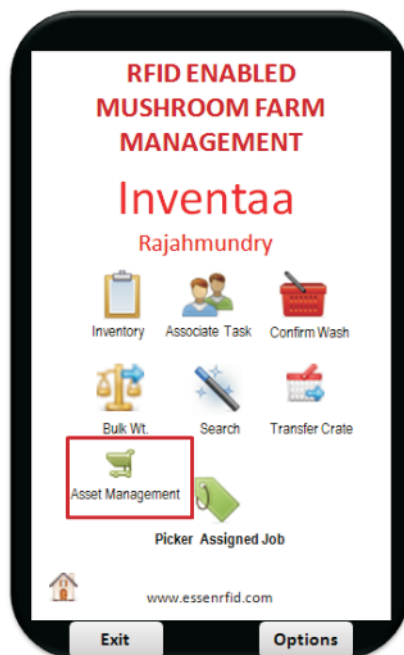 RFID ENABLED
MUSHROOM FARM
MANAGEMENT
Inventaa
Rajahmundry
Inventory Associate Task Confirm Wash
Bulk Wt. Search Transfer Crate
Asset Management
Picker Assigned Job
www.essenrfid.com
Exit Options